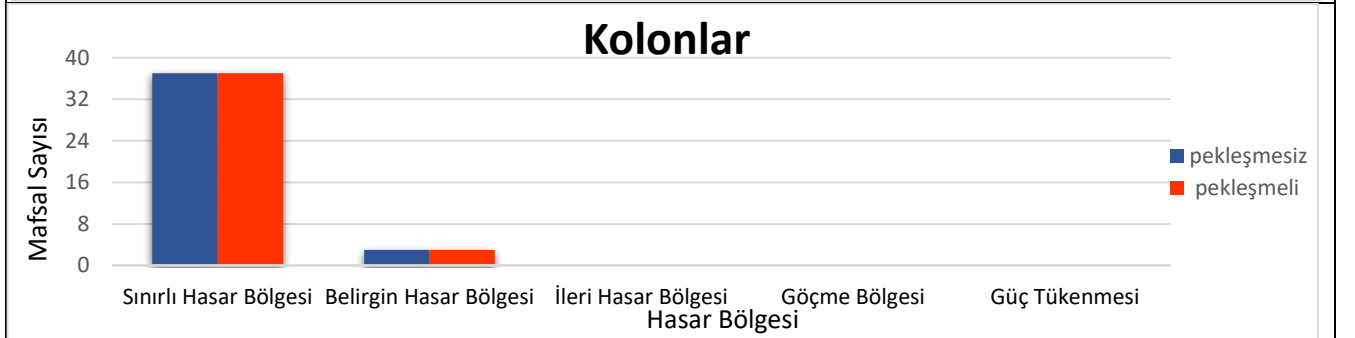 Kolonlar
40
32
24
16
8
0
Mafsal Sayısı
pekleşmesiz
pekleşmeli
Sınırlı Hasar Bölgesi Belirgin Hasar Bölgesi İleri Hasar Bölgesi Göçme Bölgesi Güç Tükenmesi
Hasar Bölgesi